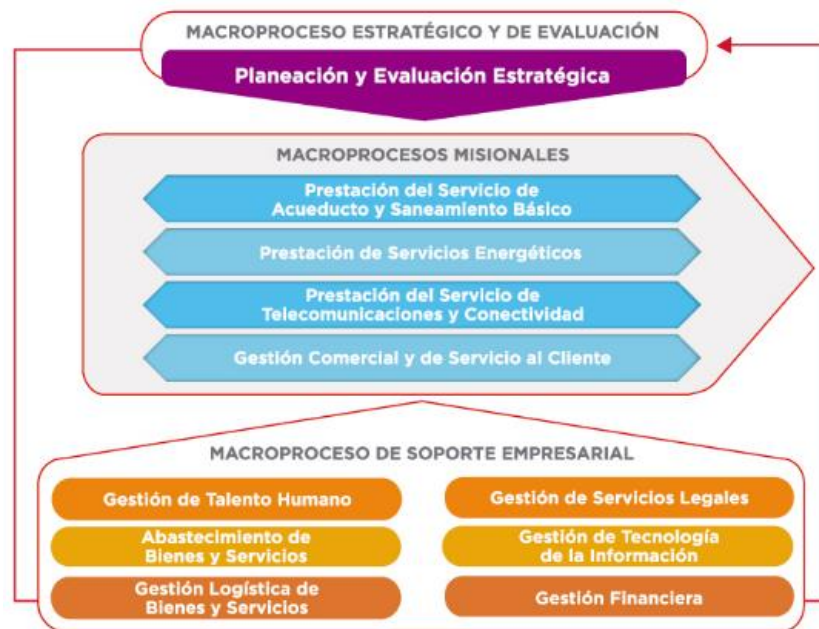 MACROPROCESO ESTRATÉGICO Y DE EVALUACIÓN
Planeación y Evaluación Estratégica
MACROPROCESOS MISIONALES
Prestación del Servicio de
Acueducto y Saneamiento Básico
Prestación de Servicios Energéticos
Prestación del Servicio de
Telecomunicaciones y Conectividad
Gestión Comercial y de Servicio al Cliente
MACROPROCESO DE SOPORTE EMPRESARIAL
Gestión de Talento Humano
Gestión de Servicios Legales
Abastecimiento de
Bienes y Servicios
Gestión de Tecnología
de la Información
Gestión Logística de
Bienes y Servicios
Gestión Financiera